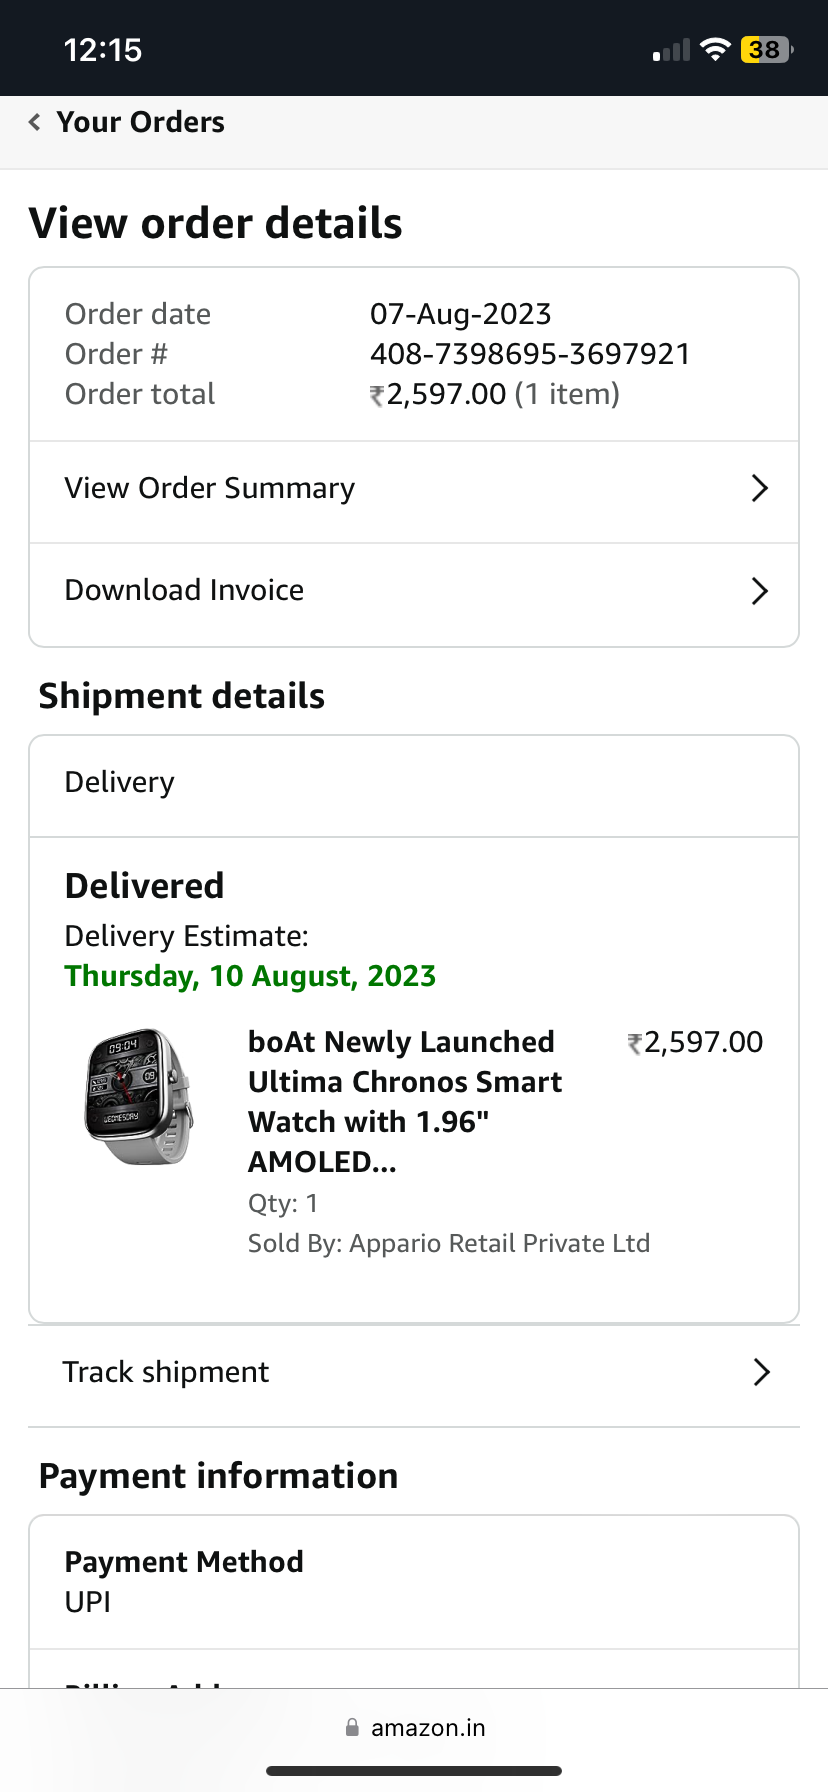 12:15
38
Your Orders
View order details
Order date 07-Aug-2023
Order # 408-7398695-3697921
Order total ₹2,597.00 (1 item)
View Order Summary
Download Invoice
Shipment details
Delivery
Delivered
Delivery Estimate:
Thursday, 10 August, 2023
09:04
09
WEDNESDAY
boAt Newly Launched ₹2,597.00
Ultima Chronos Smart
Watch with 1.96"
AMOLED...
Qty: 1
Sold By: Appario Retail Private Ltd
Track shipment
Payment information
Payment Method
UPI
amazon.in